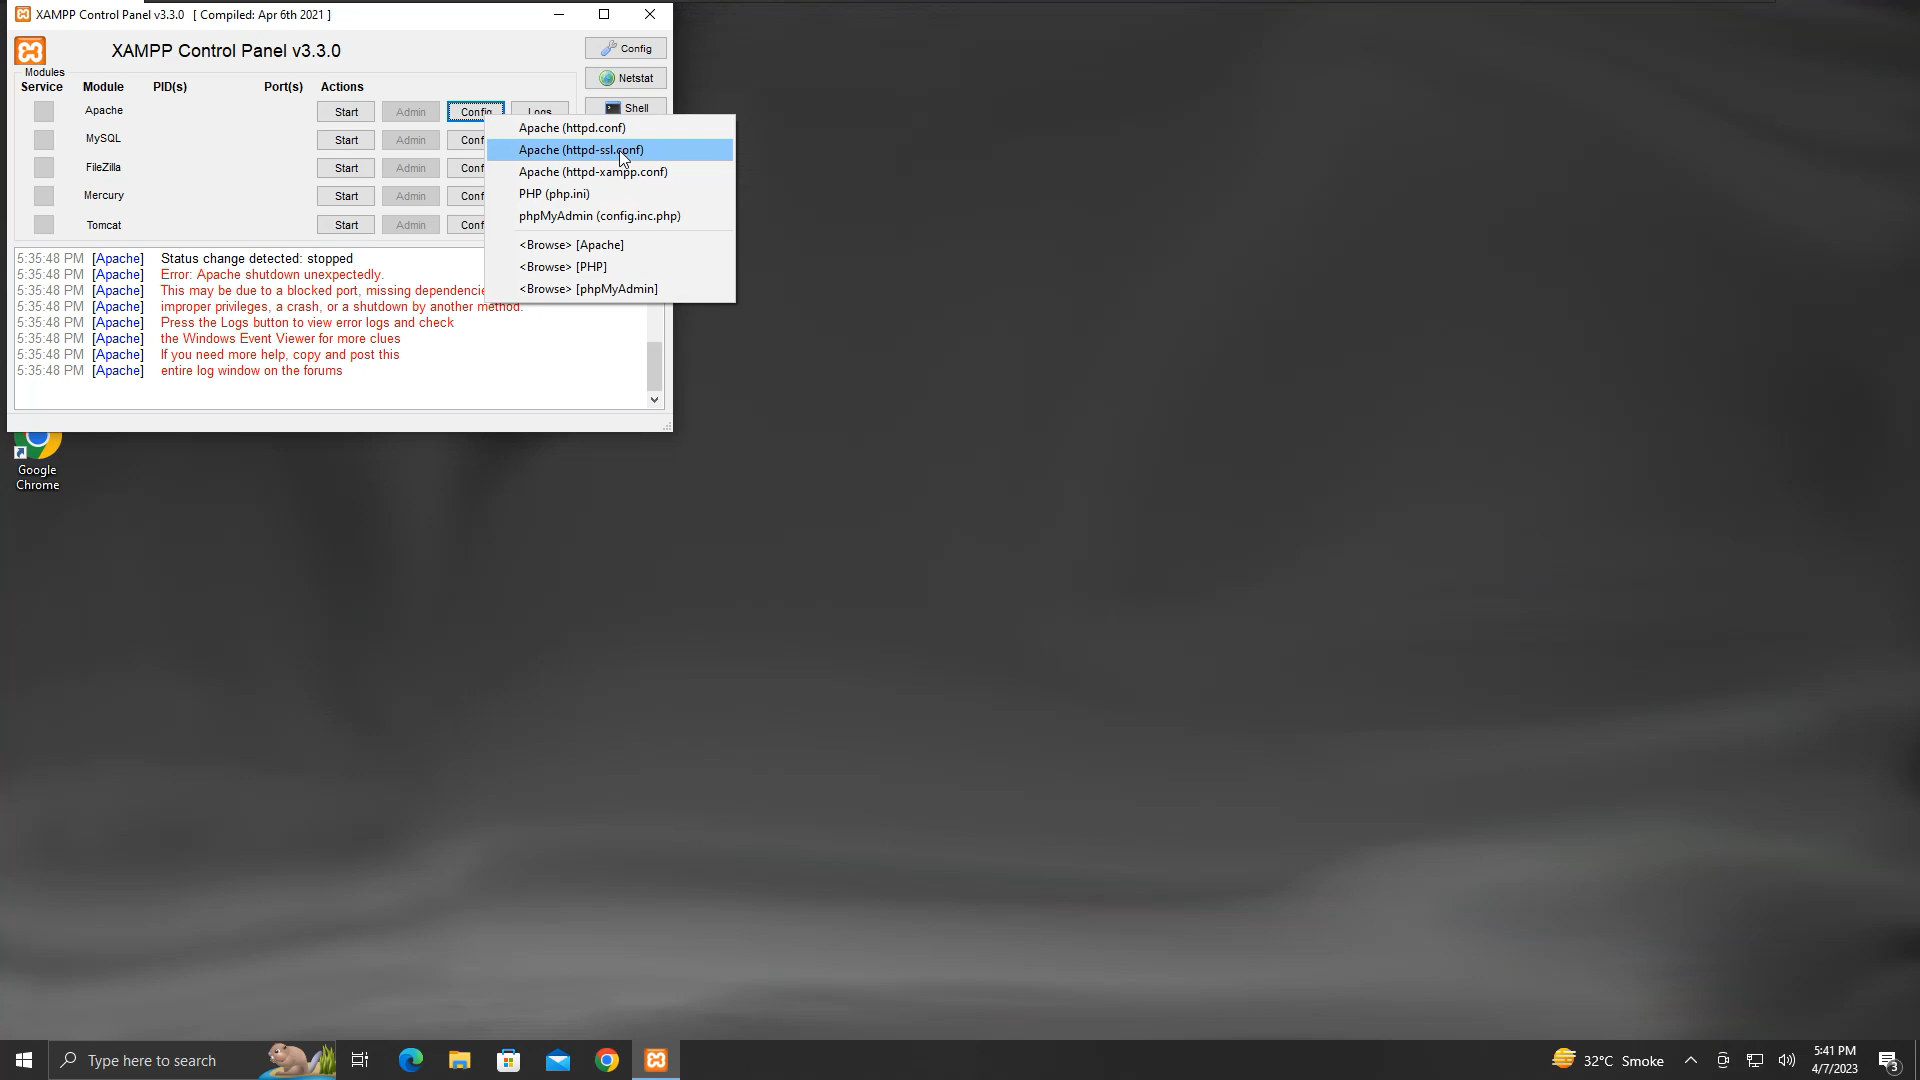 XAMPP Control Panel v3.3.0 [ Compiled: Apr 6th 2021 ]
XAMPP Control Panel v3.3.0
Config
Modules
Netstat
Service Module PID(s) Port(s) Actions
Shell
Apache Start Admin Config Logs
MySQL Start Admin
FileZilla Start Admin
Mercury Start Admin
Tomcat Start Admin
Apache (httpd.conf)
Apache (httpd-ssl.conf)
Apache (httpd-xampp.conf)
PHP (php.ini)
phpMyAdmin (config.inc.php)
<Browse> [Apache]
<Browse> [PHP]
<Browse> [phpMyAdmin]
5:35:48 PM [Apache] Status change detected: stopped
5:35:48 PM [Apache] Error: Apache shutdown unexpectedly.
5:35:48 PM [Apache] This may be due to a blocked port, missing
5:35:48 PM [Apache] improper privileges, a crash, or a shutdown by another method.
5:35:48 PM [Apache] Press the Logs button to view error logs and check
5:35:48 PM [Apache] the Windows Event Viewer for more clues
5:35:48 PM [Apache] If you need more help, copy and post this
5:35:48 PM [Apache] entire log window on the forums
Google
Chrome
Type here to search
32°C Smoke
5:41 PM
4/7/2023
3